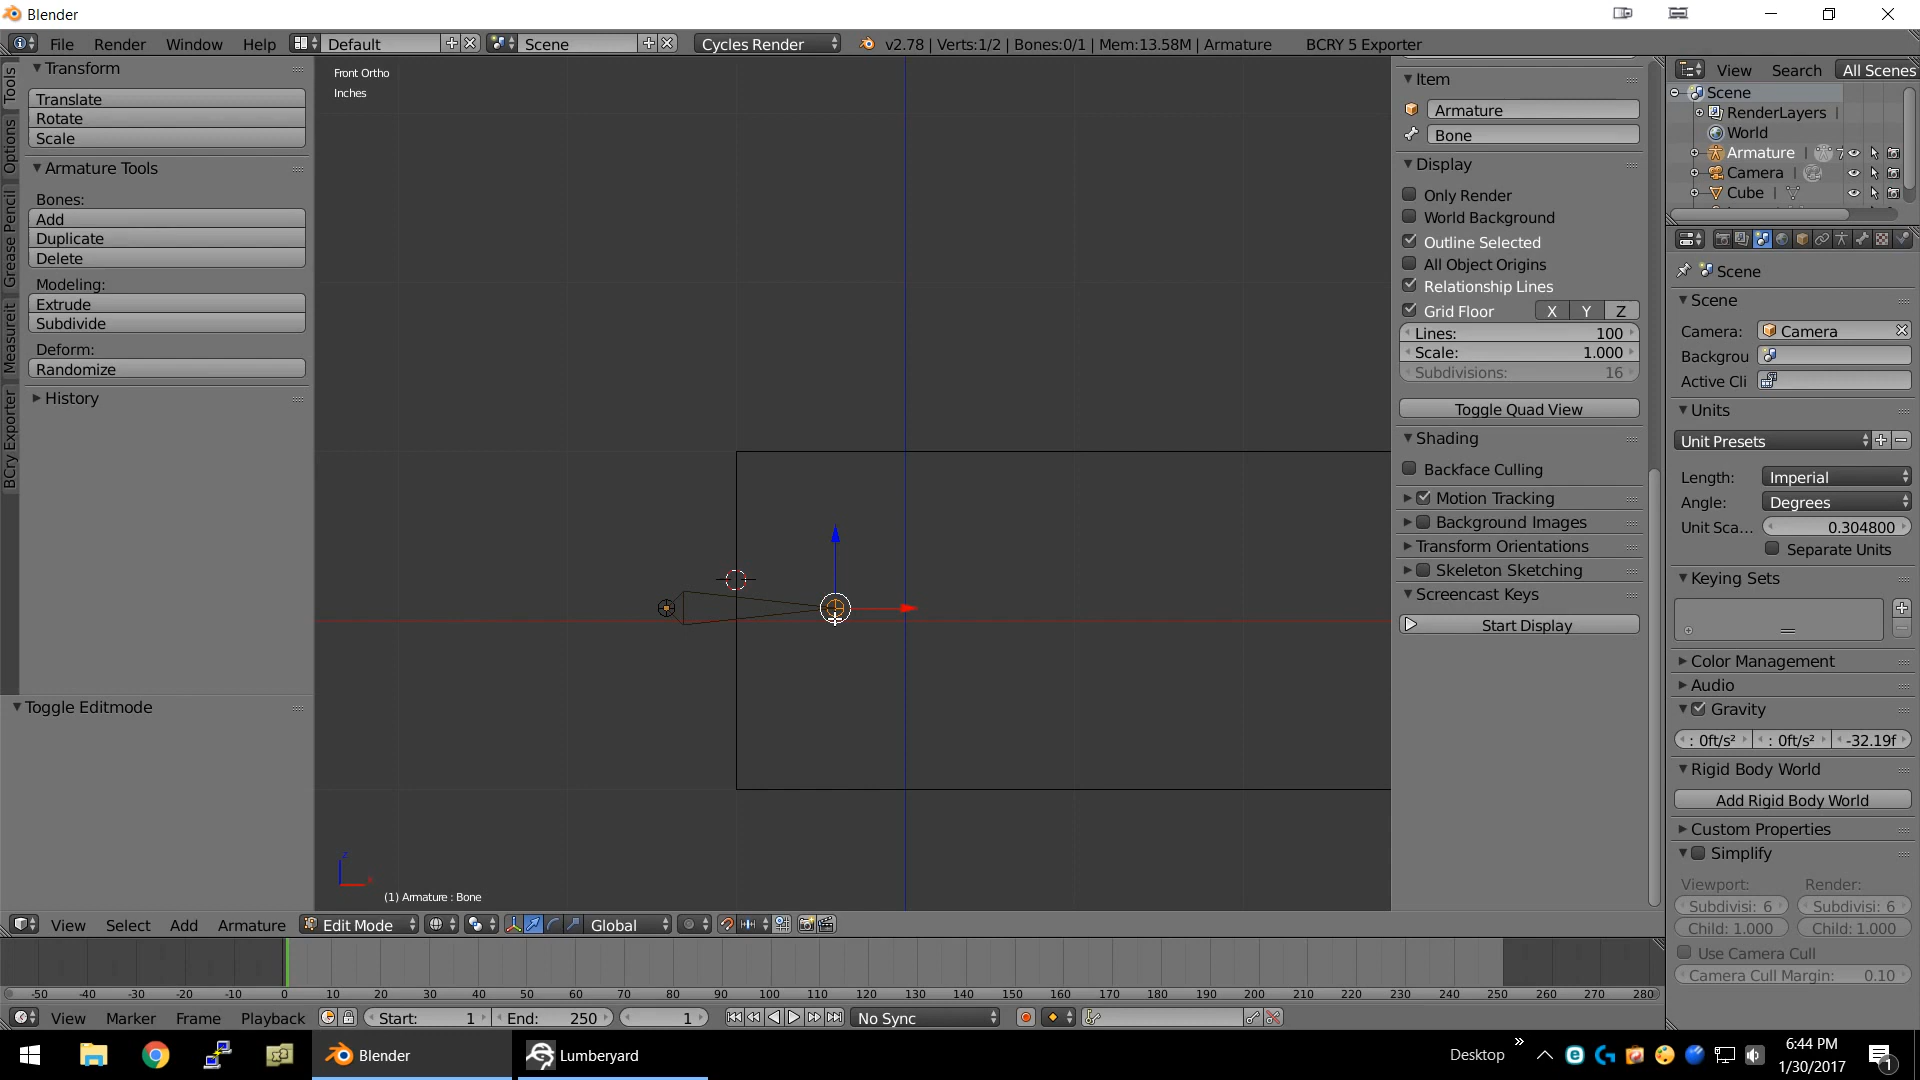 Blender
File Render Window Help Default Scene Cycles Render v2.78 | Verts:1/2 | Bones:0/1 | Mem:13.58M | Armature BCRY 5 Exporter
Tools
Options
Grease Pencil
Measureit
BCry Exporter
Transform
Translate
Rotate
Scale
Armature Tools
Bones:
Add
Duplicate
Delete
Modeling:
Extrude
Subdivide
Deform:
Randomize
History
Toggle Editmode
Front Ortho
Inches
z
(1) Armature : Bone
Item
Armature
Bone
Display
Only Render
World Background
Outline Selected
All Object Origins
Relationship Lines
Grid Floor X Y Z
Lines: 100
Scale: 1.000
Subdivisions: 16
Toggle Quad View
Shading
Backface Culling
Motion Tracking
Background Images
Transform Orientations
Skeleton Sketching
Screencast Keys
Start Display
View Search All Scenes
Scene
RenderLayers
World
Armature
Camera
Cube
Scene
Scene
Camera: Camera
Backgrou
Active Cli
Units
Unit Presets
Length: Imperial
Angle: Degrees
Unit Sca... 0.304800
Separate Units
Keying Sets
Color Management
Audio
Gravity
: 0ft/s² : 0ft/s² -32.19f
Rigid Body World
Add Rigid Body World
Custom Properties
Simplify
Viewport: Render:
Subdivisi: 6 Subdivisi: 6
Child: 1.000 Child: 1.000
Use Camera Cull
Camera Cull Margin: 0.10
View Select Add Armature Edit Mode Global
-50 -40 -30 -20 -10 0 10 20 30 40 50 60 70 80 90 100 110 120 130 140 150 160 170 180 190 200 210 220 230 240 250 260 270 280
View Marker Frame Playback Start: 1 End: 250 1 No Sync
Blender Lumberyard Desktop 6:44 PM
1/30/2017
1